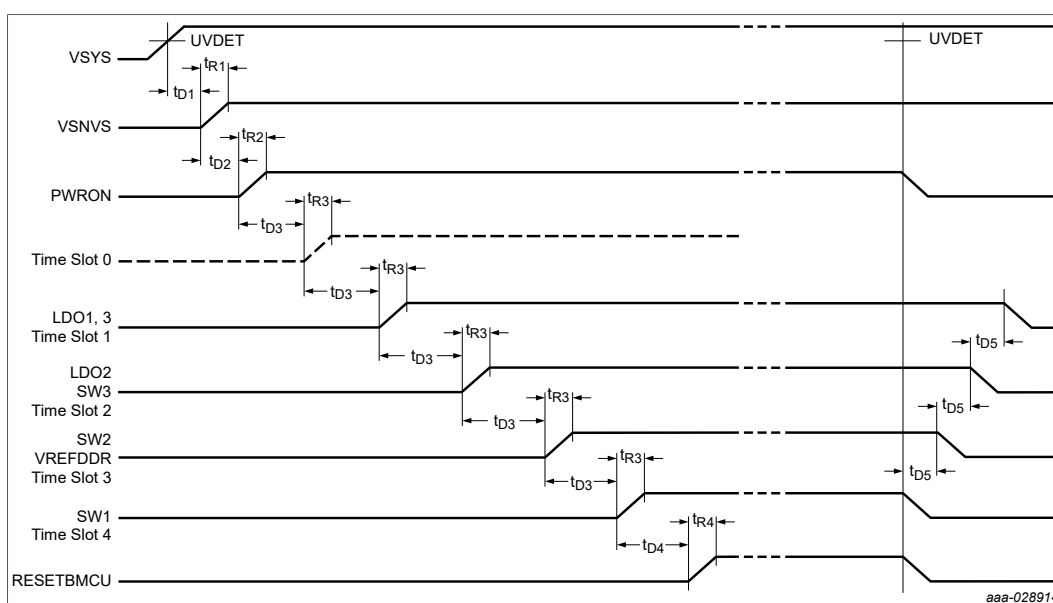 UVDET
UVDET
VSYS
tR1
tD1
VSNVS
tR2
tD2
PWRON
tR3
tD3
Time Slot 0
tR3
tD3
LDO1, 3
Time Slot 1
tR3
tD3
tD5
LDO2
SW3
Time Slot 2
tR3
tD3
tD5
SW2
VREFDDR
Time Slot 3
tR3
tD3
tD5
SW1
Time Slot 4
tR4
tD4
RESETBMCU
aaa-028914